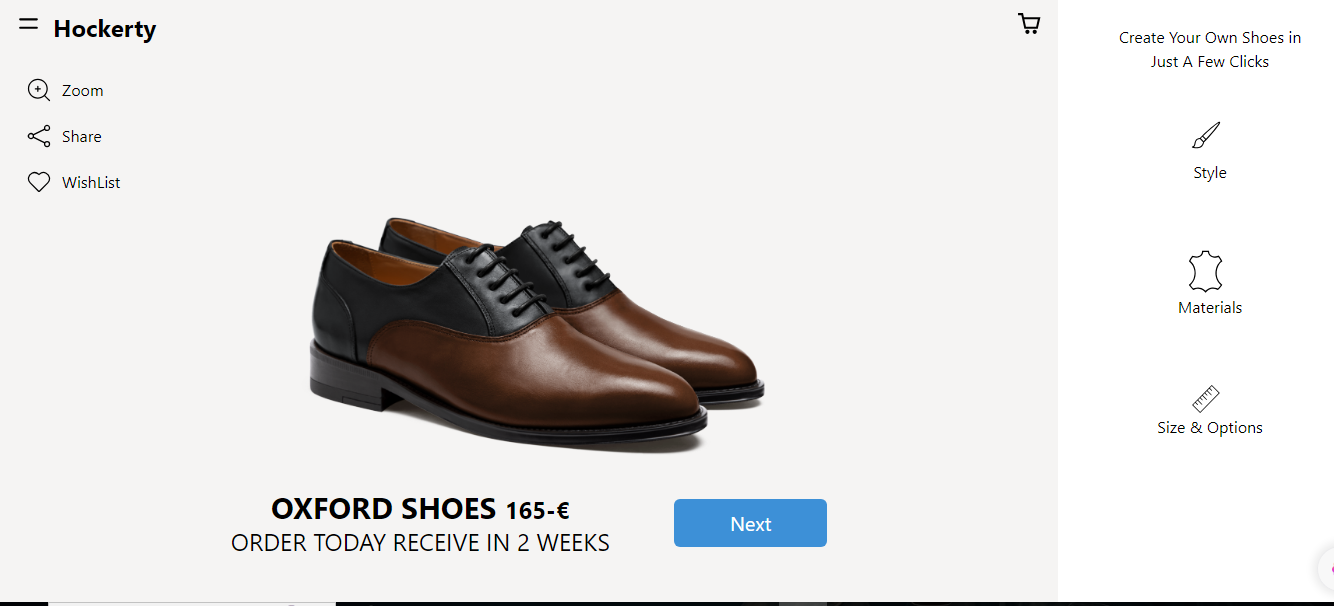 Hockerty
Zoom
Share
WishList
OXFORD SHOES 165-€
ORDER TODAY RECEIVE IN 2 WEEKS
Next
Create Your Own Shoes in
Just A Few Clicks
Style
Materials
Size & Options